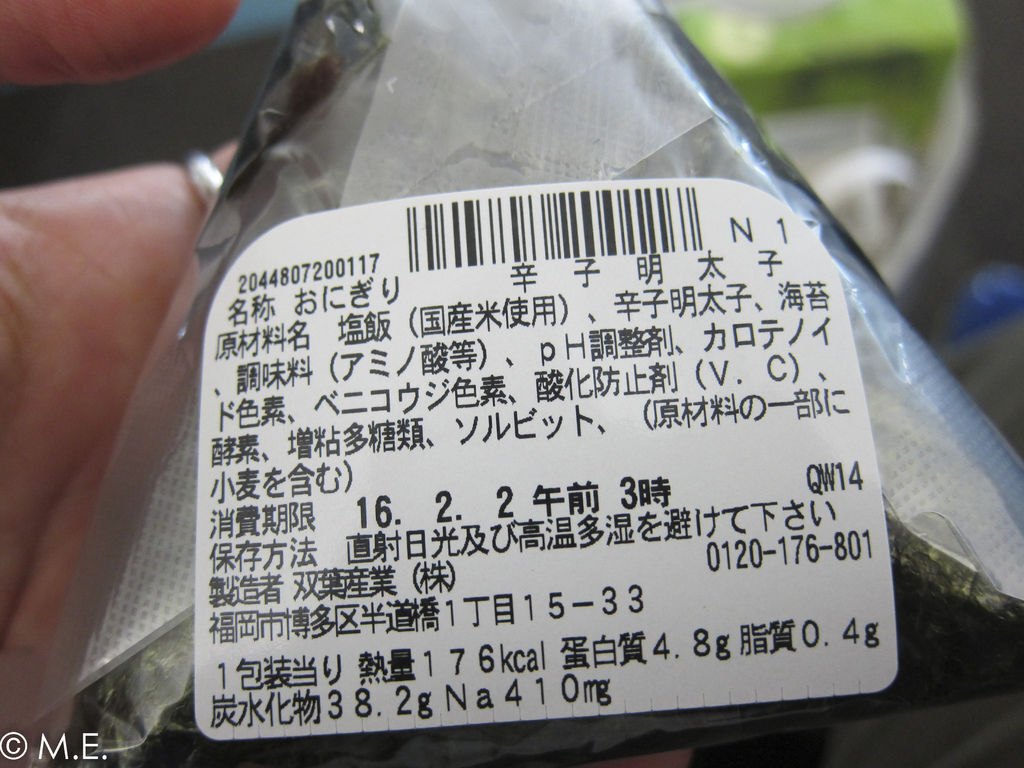 N 1
2044807200117
辛 子 明 太 子
名称 おにぎり
原材料名 塩飯（国産米使用）、辛子明太子、海苔
、調味料（アミノ酸等）、ｐＨ調整剤、カロテノイ
ド色素、ベニコウジ色素、酸化防止剤（Ｖ．Ｃ）、
酵素、増粘多糖類、ソルビット、（原材料の一部に
小麦を含む）
QW14
消費期限 16. 2. 2 午前 3時
保存方法 直射日光及び高温多湿を避けて下さい
製造者 双葉産業（株） 0120-176-801
福岡市博多区半道橋１丁目１５－３３
１包装当り 熱量１７６kcal 蛋白質４．８g 脂質０．４g
炭水化物３８．２g Ｎａ４１０mg
© M.E.